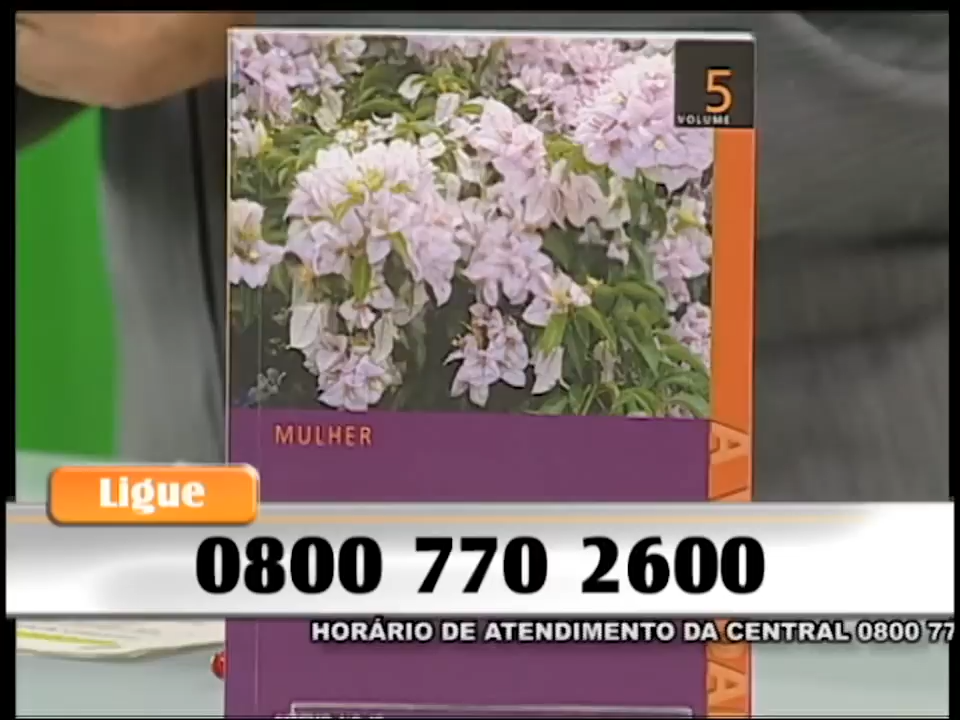 5
VOLUME
MULHER
Ligue
0800 770 2600
HORÁRIO DE ATENDIMENTO DA CENTRAL 0800 77